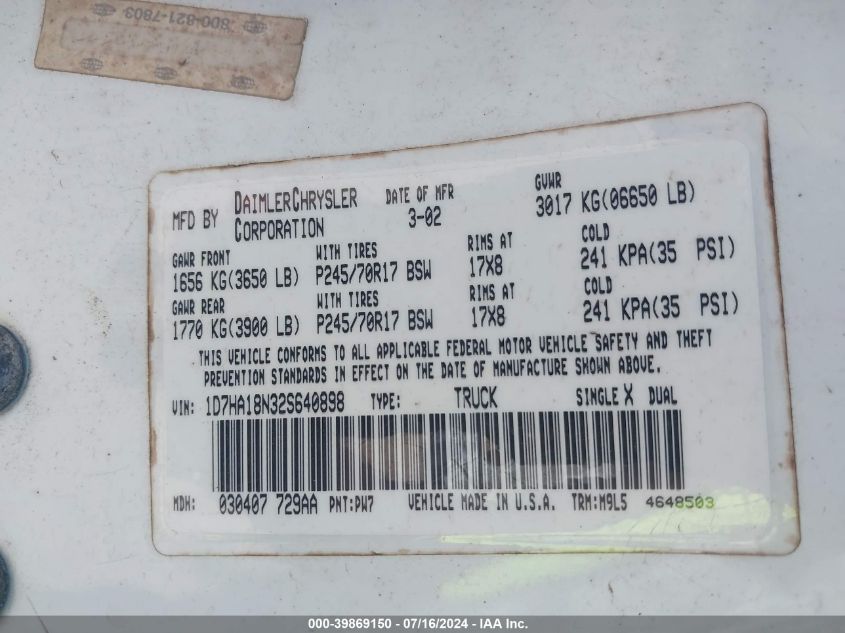 800-821-7803
MFD BY DAIMLERCHRYSLER CORPORATION DATE OF MFR 3-02 GVWR 3017 KG(06650 LB)
GAWR FRONT WITH TIRES RIMS AT COLD
1656 KG(3650 LB) P245/70R17 BSW 17X8 241 KPA(35 PSI)
GAWR REAR WITH TIRES RIMS AT COLD
1770 KG(3900 LB) P245/70R17 BSW 17X8 241 KPA(35 PSI)
THIS VEHICLE CONFORMS TO ALL APPLICABLE FEDERAL MOTOR VEHICLE SAFETY AND THEFT
PREVENTION STANDARDS IN EFFECT ON THE DATE OF MANUFACTURE SHOWN ABOVE.
VIN: 1D7HA18N32S640898 TYPE: TRUCK SINGLE X DUAL
MDH: 030407 729AA PNT:PW7 VEHICLE MADE IN U.S.A. TRM:M9L5 4648503
000-39869150 - 07/16/2024 - IAA Inc.